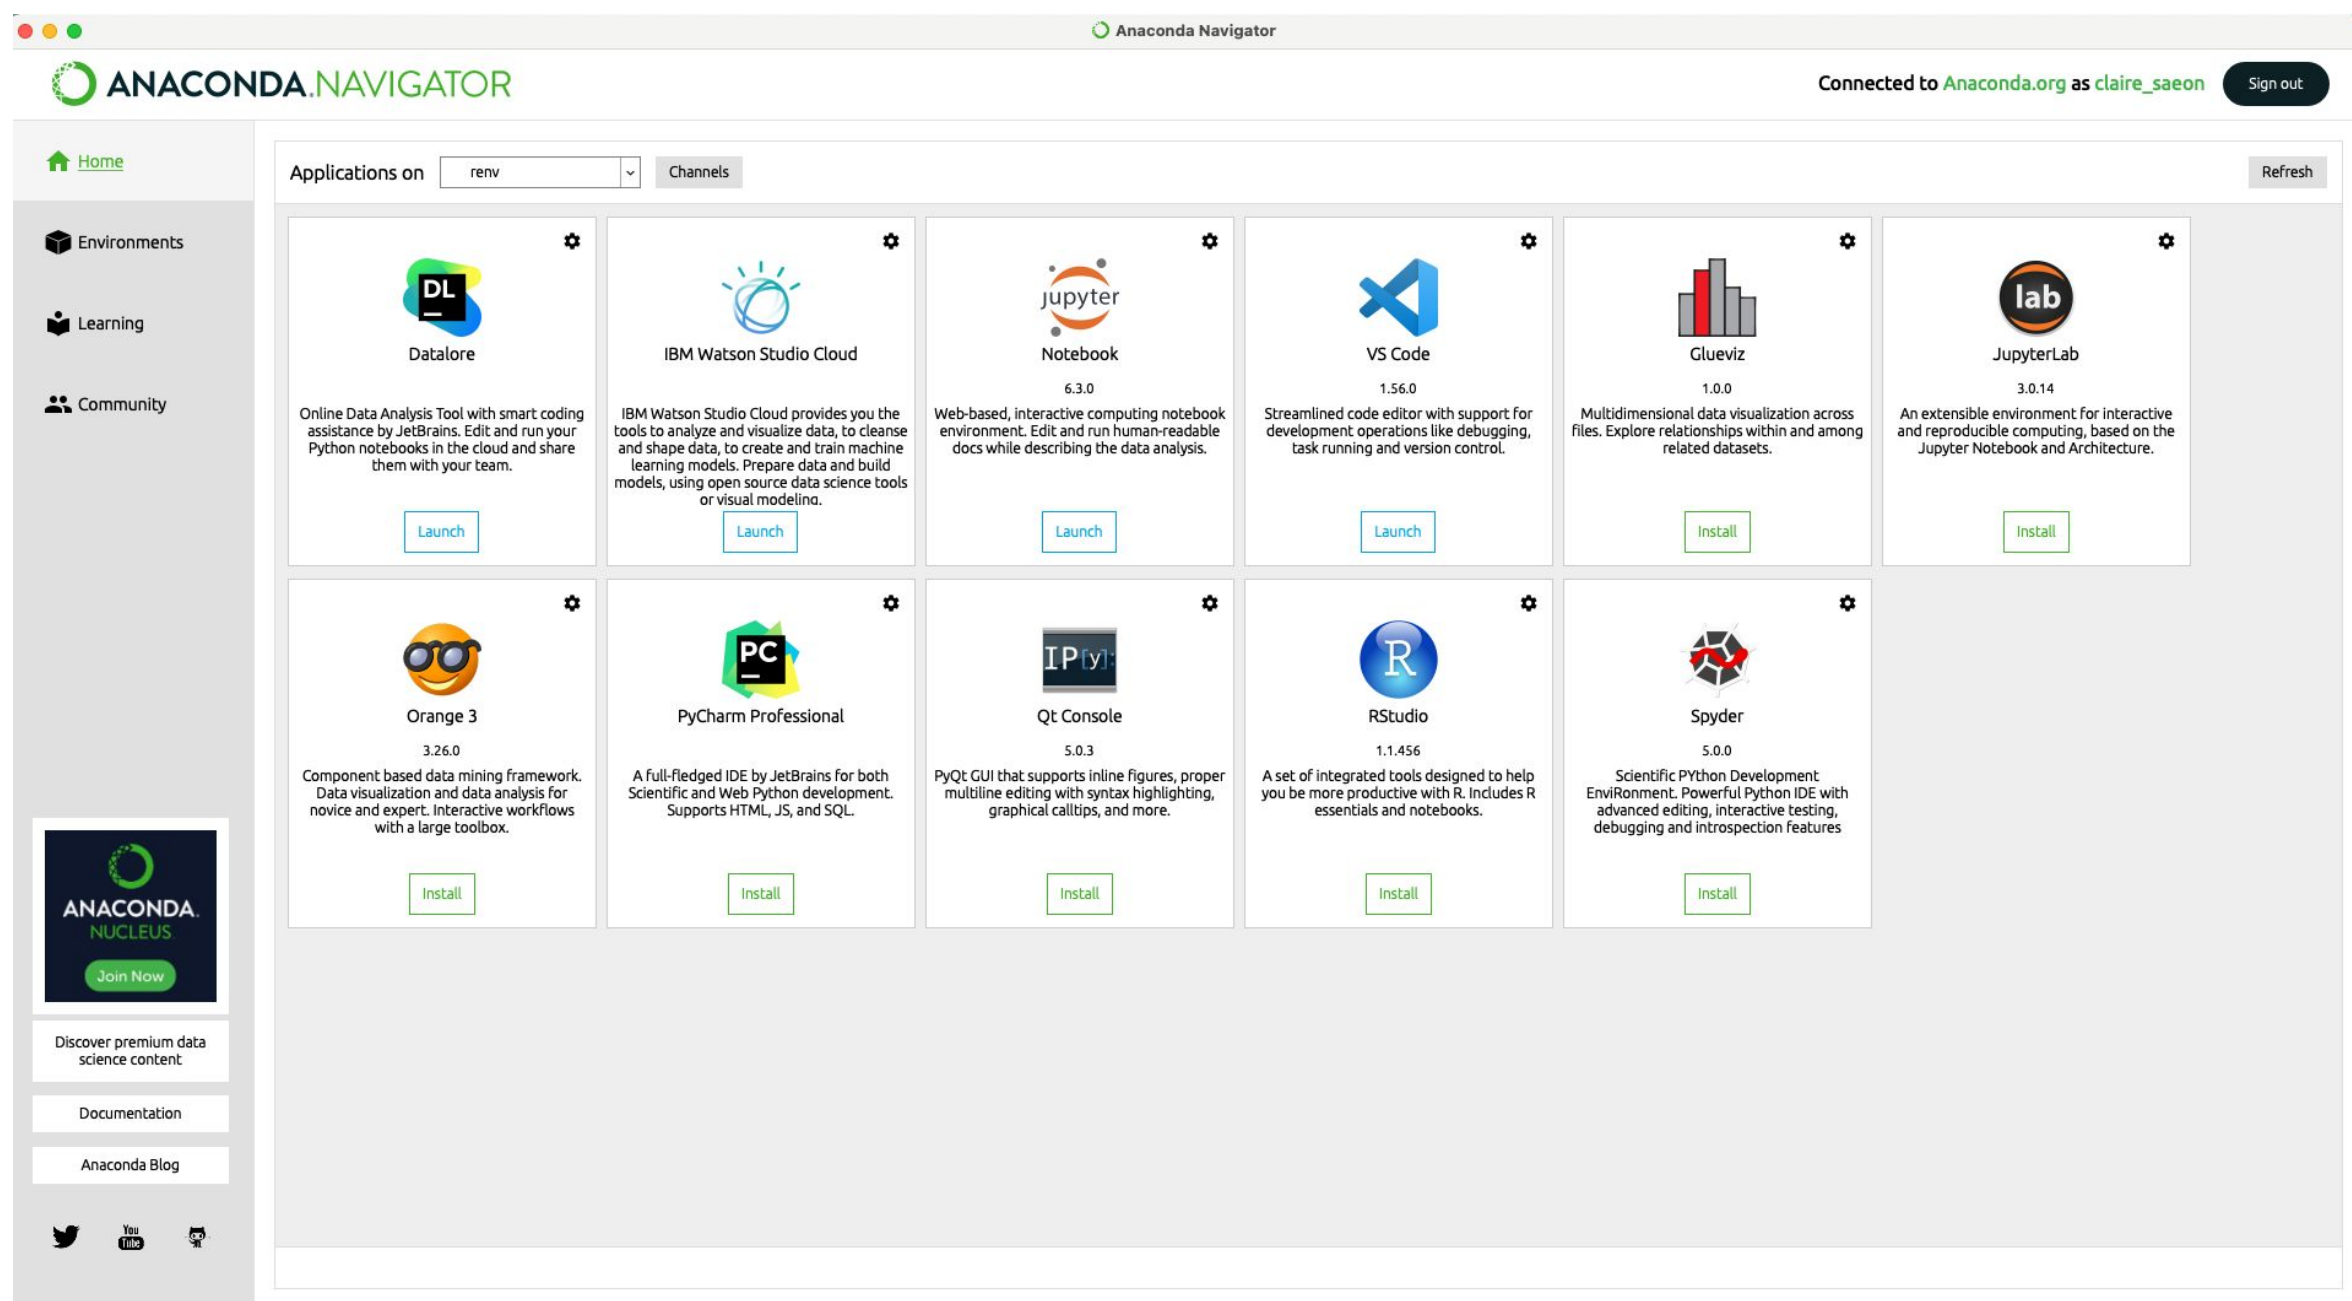 Anaconda Navigator
ANACONDA.NAVIGATOR
Connected to Anaconda.org as claire_saeon
Sign out
Home
Environments
Learning
Community
Applications on
renv
Channels
Refresh
DL
Datalore
Online Data Analysis Tool with smart coding
assistance by JetBrains. Edit and run your
Python notebooks in the cloud and share
them with your team.
Launch
IBM Watson Studio Cloud
IBM Watson Studio Cloud provides you the
tools to analyze and visualize data, to cleanse
and shape data, to create and train machine
learning models. Prepare data and build
models, using open source data science tools
or visual modeling.
Launch
jupyter
Notebook
6.3.0
Web-based, interactive computing notebook
environment. Edit and run human-readable
docs while describing the data analysis.
Launch
VS Code
1.56.0
Streamlined code editor with support for
development operations like debugging,
task running and version control.
Launch
Glueviz
1.0.0
Multidimensional data visualization across
files. Explore relationships within and among
related datasets.
Install
lab
JupyterLab
3.0.14
An extensible environment for interactive
and reproducible computing, based on the
Jupyter Notebook and Architecture.
Install
Orange 3
3.26.0
Component based data mining framework.
Data visualization and data analysis for
novice and expert. Interactive workflows
with a large toolbox.
Install
PC
PyCharm Professional
A full-fledged IDE by JetBrains for both
Scientific and Web Python development.
Supports HTML, JS, and SQL.
Install
IP[y]:
Qt Console
5.0.3
PyQt GUI that supports inline figures, proper
multiline editing with syntax highlighting,
graphical calltips, and more.
Install
R
RStudio
1.1.456
A set of integrated tools designed to help
you be more productive with R. Includes R
essentials and notebooks.
Install
Spyder
5.0.0
Scientific PYthon Development
EnviRonment. Powerful Python IDE with
advanced editing, interactive testing,
debugging and introspection features
Install
ANACONDA.
NUCLEUS
Join Now
Discover premium data
science content
Documentation
Anaconda Blog
You
Tube